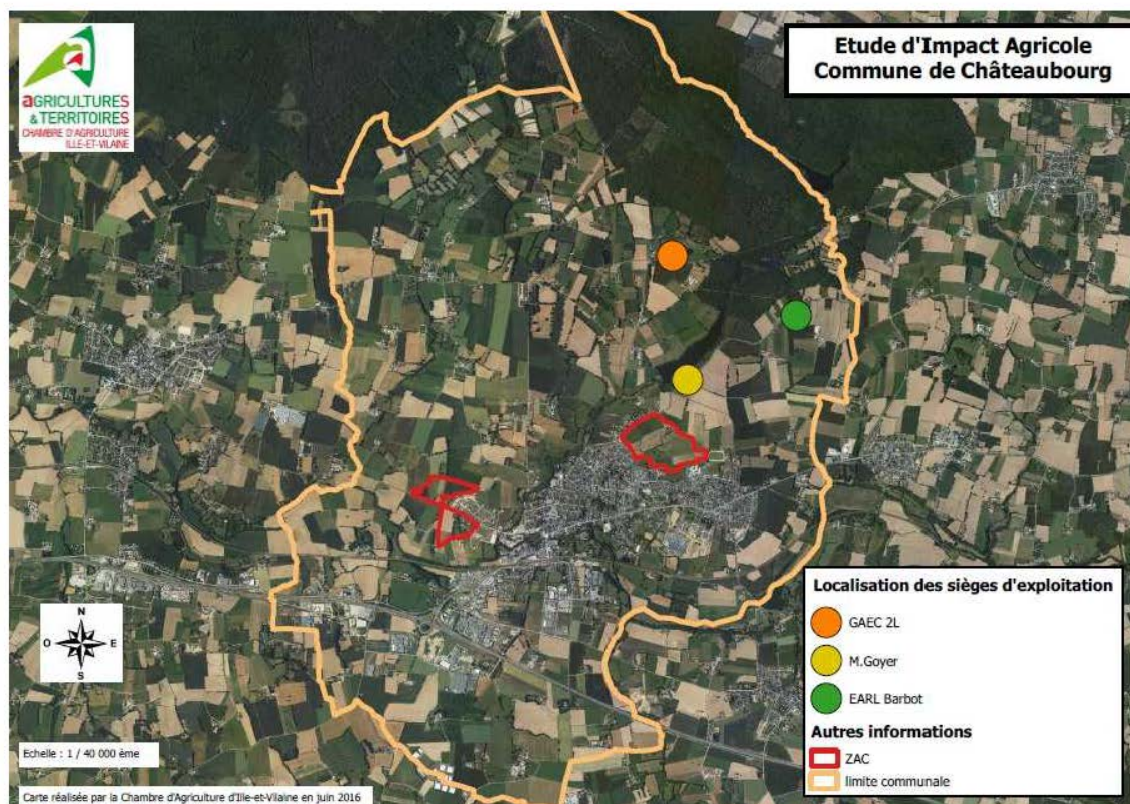 Etude d'Impact Agricole
Commune de Châteaubourg
a
aGRICULTURES
& TERRITOIRES
CHAMBRE D'AGRICULTURE
ILLE-ET-VILAINE
N
O E
S
Localisation des sièges d'exploitation
GAEC 2L
M.Goyer
EARL Barbot
Autres informations
ZAC
limite communale
Echelle : 1 / 40 000 ème
Carte réalisée par la Chambre d'Agriculture d'Ille-et-Vilaine en juin 2016